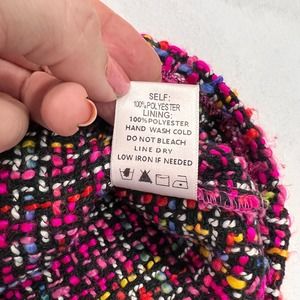 SELF:
100% POLYESTER
LINING:
100% POLYESTER
HAND WASH COLD
DO NOT BLEACH
LINE DRY
LOW IRON IF NEEDED